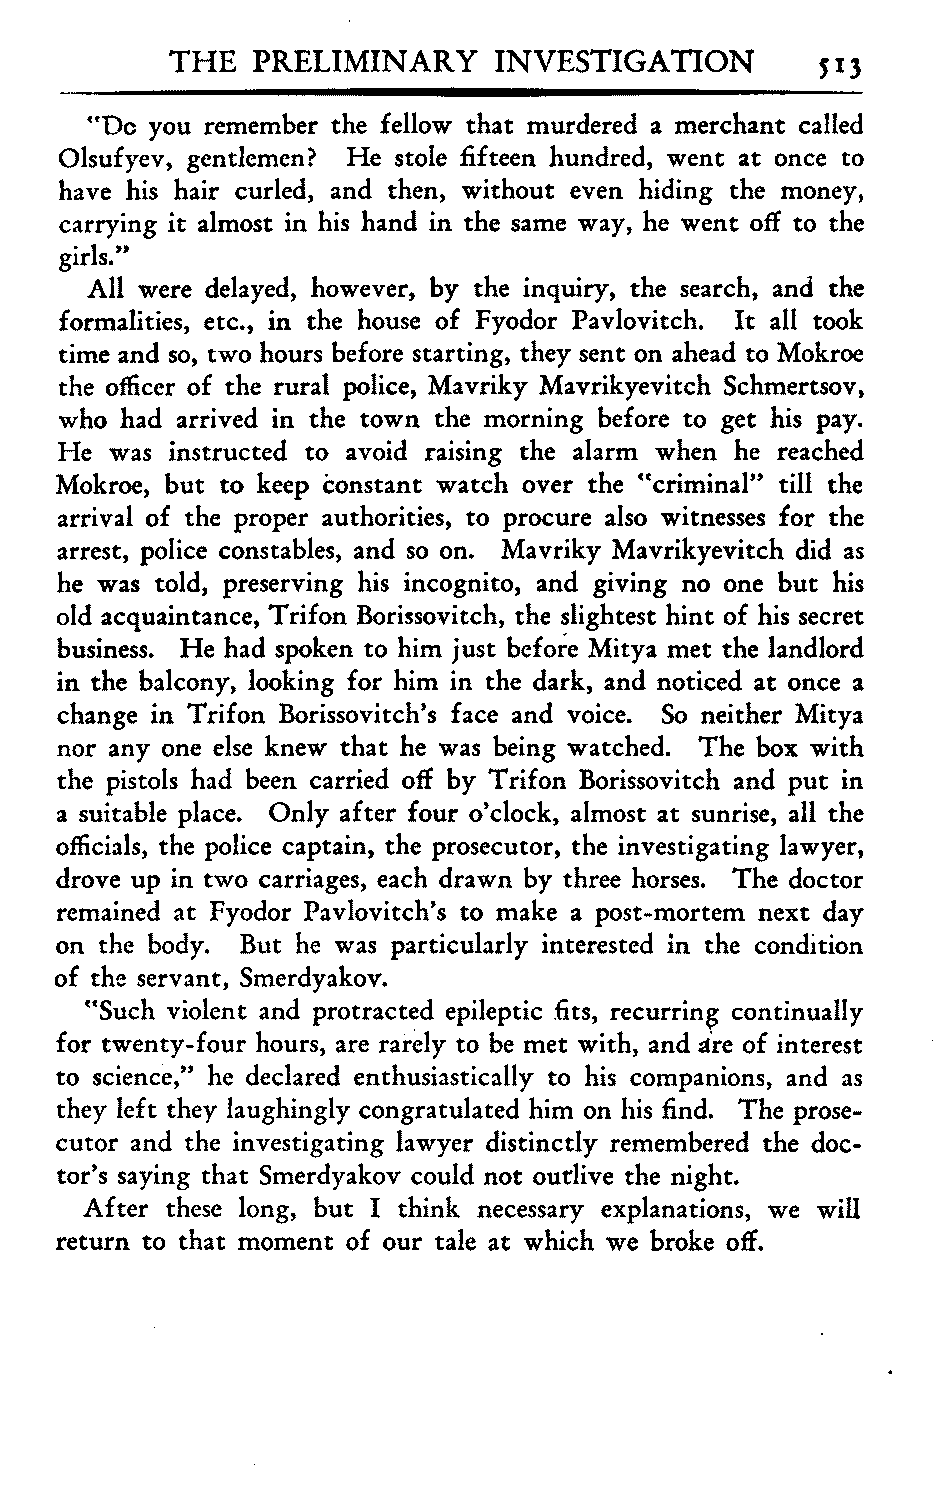 THE PRELIMINARY INVESTIGATION 513
"Do you remember the fellow that murdered a merchant called
Olsufyev, gentlemen? He stole fifteen hundred, went at once to
have his hair curled, and then, without even hiding the money,
carrying it almost in his hand in the same way, he went off to the
girls."
All were delayed, however, by the inquiry, the search, and the
formalities, etc., in the house of Fyodor Pavlovitch. It all took
time and so, two hours before starting, they sent on ahead to Mokroe
the officer of the rural police, Mavriky Mavrikyevitch Schmertsov,
who had arrived in the town the morning before to get his pay.
He was instructed to avoid raising the alarm when he reached
Mokroe, but to keep constant watch over the "criminal" till the
arrival of the proper authorities, to procure also witnesses for the
arrest, police constables, and so on. Mavriky Mavrikyevitch did as
he was told, preserving his incognito, and giving no one but his
old acquaintance, Trifon Borissovitch, the slightest hint of his secret
business. He had spoken to him just before Mitya met the landlord
in the balcony, looking for him in the dark, and noticed at once a
change in Trifon Borissovitch's face and voice. So neither Mitya
nor any one else knew that he was being watched. The box with
the pistols had been carried off by Trifon Borissovitch and put in
a suitable place. Only after four o'clock, almost at sunrise, all the
officials, the police captain, the prosecutor, the investigating lawyer,
drove up in two carriages, each drawn by three horses. The doctor
remained at Fyodor Pavlovitch's to make a post-mortem next day
on the body. But he was particularly interested in the condition
of the servant, Smerdyakov.
"Such violent and protracted epileptic fits, recurring continually
for twenty-four hours, are rarely to be met with, and are of interest
to science," he declared enthusiastically to his companions, and as
they left they laughingly congratulated him on his find. The prose-
cutor and the investigating lawyer distinctly remembered the doc-
tor's saying that Smerdyakov could not outlive the night.
After these long, but I think necessary explanations, we will
return to that moment of our tale at which we broke off.